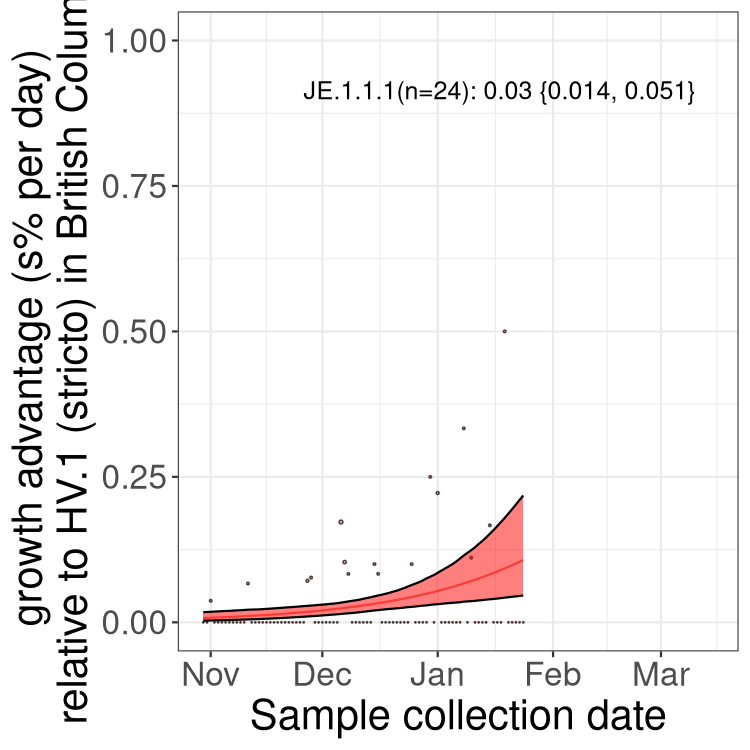 growth advantage (s% per day)
relative to HV.1 (stricto) in British Colum
1.00
0.75
0.50
0.25
0.00
JE.1.1.1(n=24): 0.03 {0.014, 0.051}
Nov Dec Jan Feb Mar
Sample collection date